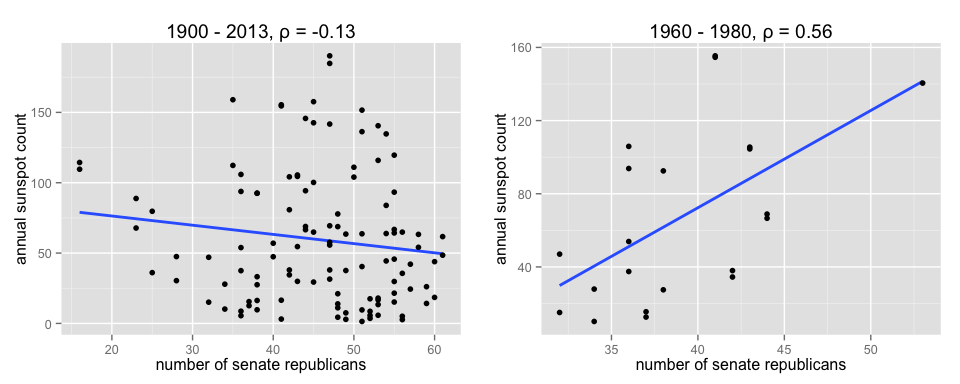 1900 - 2013, ρ = -0.13
annual sunspot count
150
100
50
0
20 30 40 50 60
number of senate republicans
1960 - 1980, ρ = 0.56
annual sunspot count
160
120
80
40
35 40 45 50
number of senate republicans